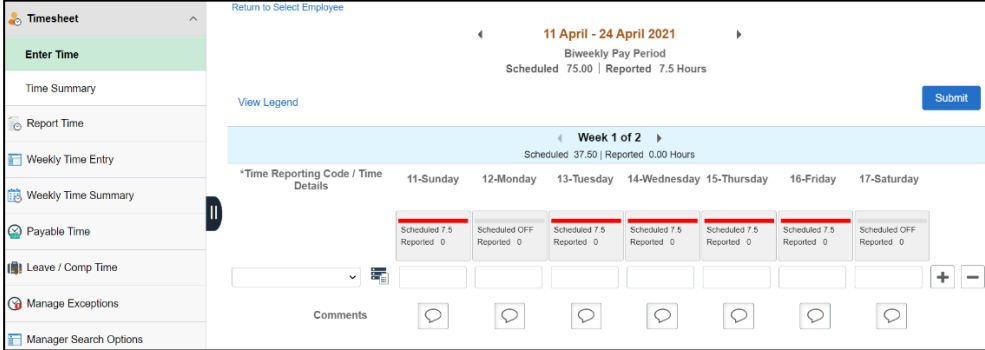 Timesheet
Enter Time
Time Summary
Report Time
Weekly Time Entry
Weekly Time Summary
Payable Time
Leave / Comp Time
Manage Exceptions
Manager Search Options
Return to Select Employee
11 April - 24 April 2021
Biweekly Pay Period
Scheduled 75.00 | Reported 7.5 Hours
View Legend
Submit
Week 1 of 2
Scheduled 37.50 | Reported 0.00 Hours
*Time Reporting Code / Time Details 11-Sunday 12-Monday 13-Tuesday 14-Wednesday 15-Thursday 16-Friday 17-Saturday
Scheduled 7.5 Scheduled OFF Scheduled 7.5 Scheduled 7.5 Scheduled 7.5 Scheduled 7.5 Scheduled OFF
Reported 0 Reported 0 Reported 0 Reported 0 Reported 0 Reported 0 Reported 0
Comments